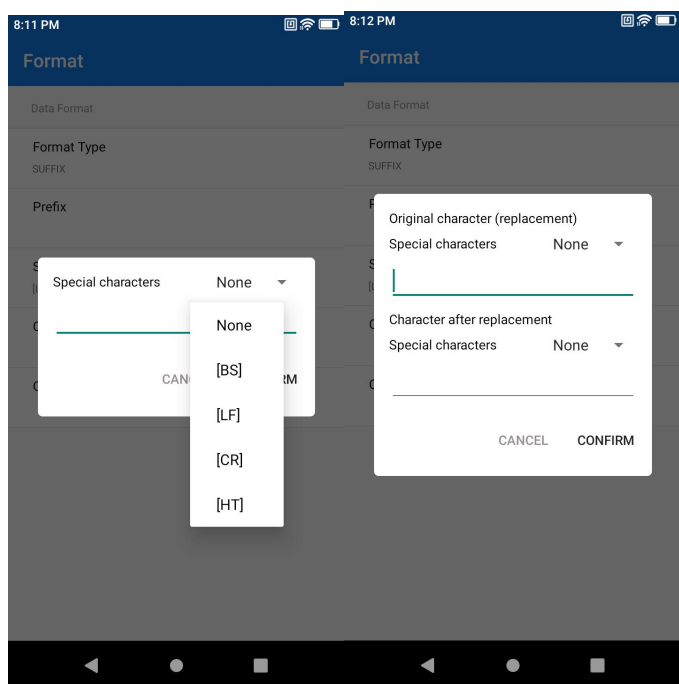 8:11 PM
Format
Data Format
Format Type
SUFFIX
Prefix
Special characters
None
None
[BS]
[LF]
[CR]
[HT]
8:12 PM
Format
Data Format
Format Type
SUFFIX
Original character (replacement)
Special characters
None
Character after replacement
Special characters
None
CANCEL
CONFIRM